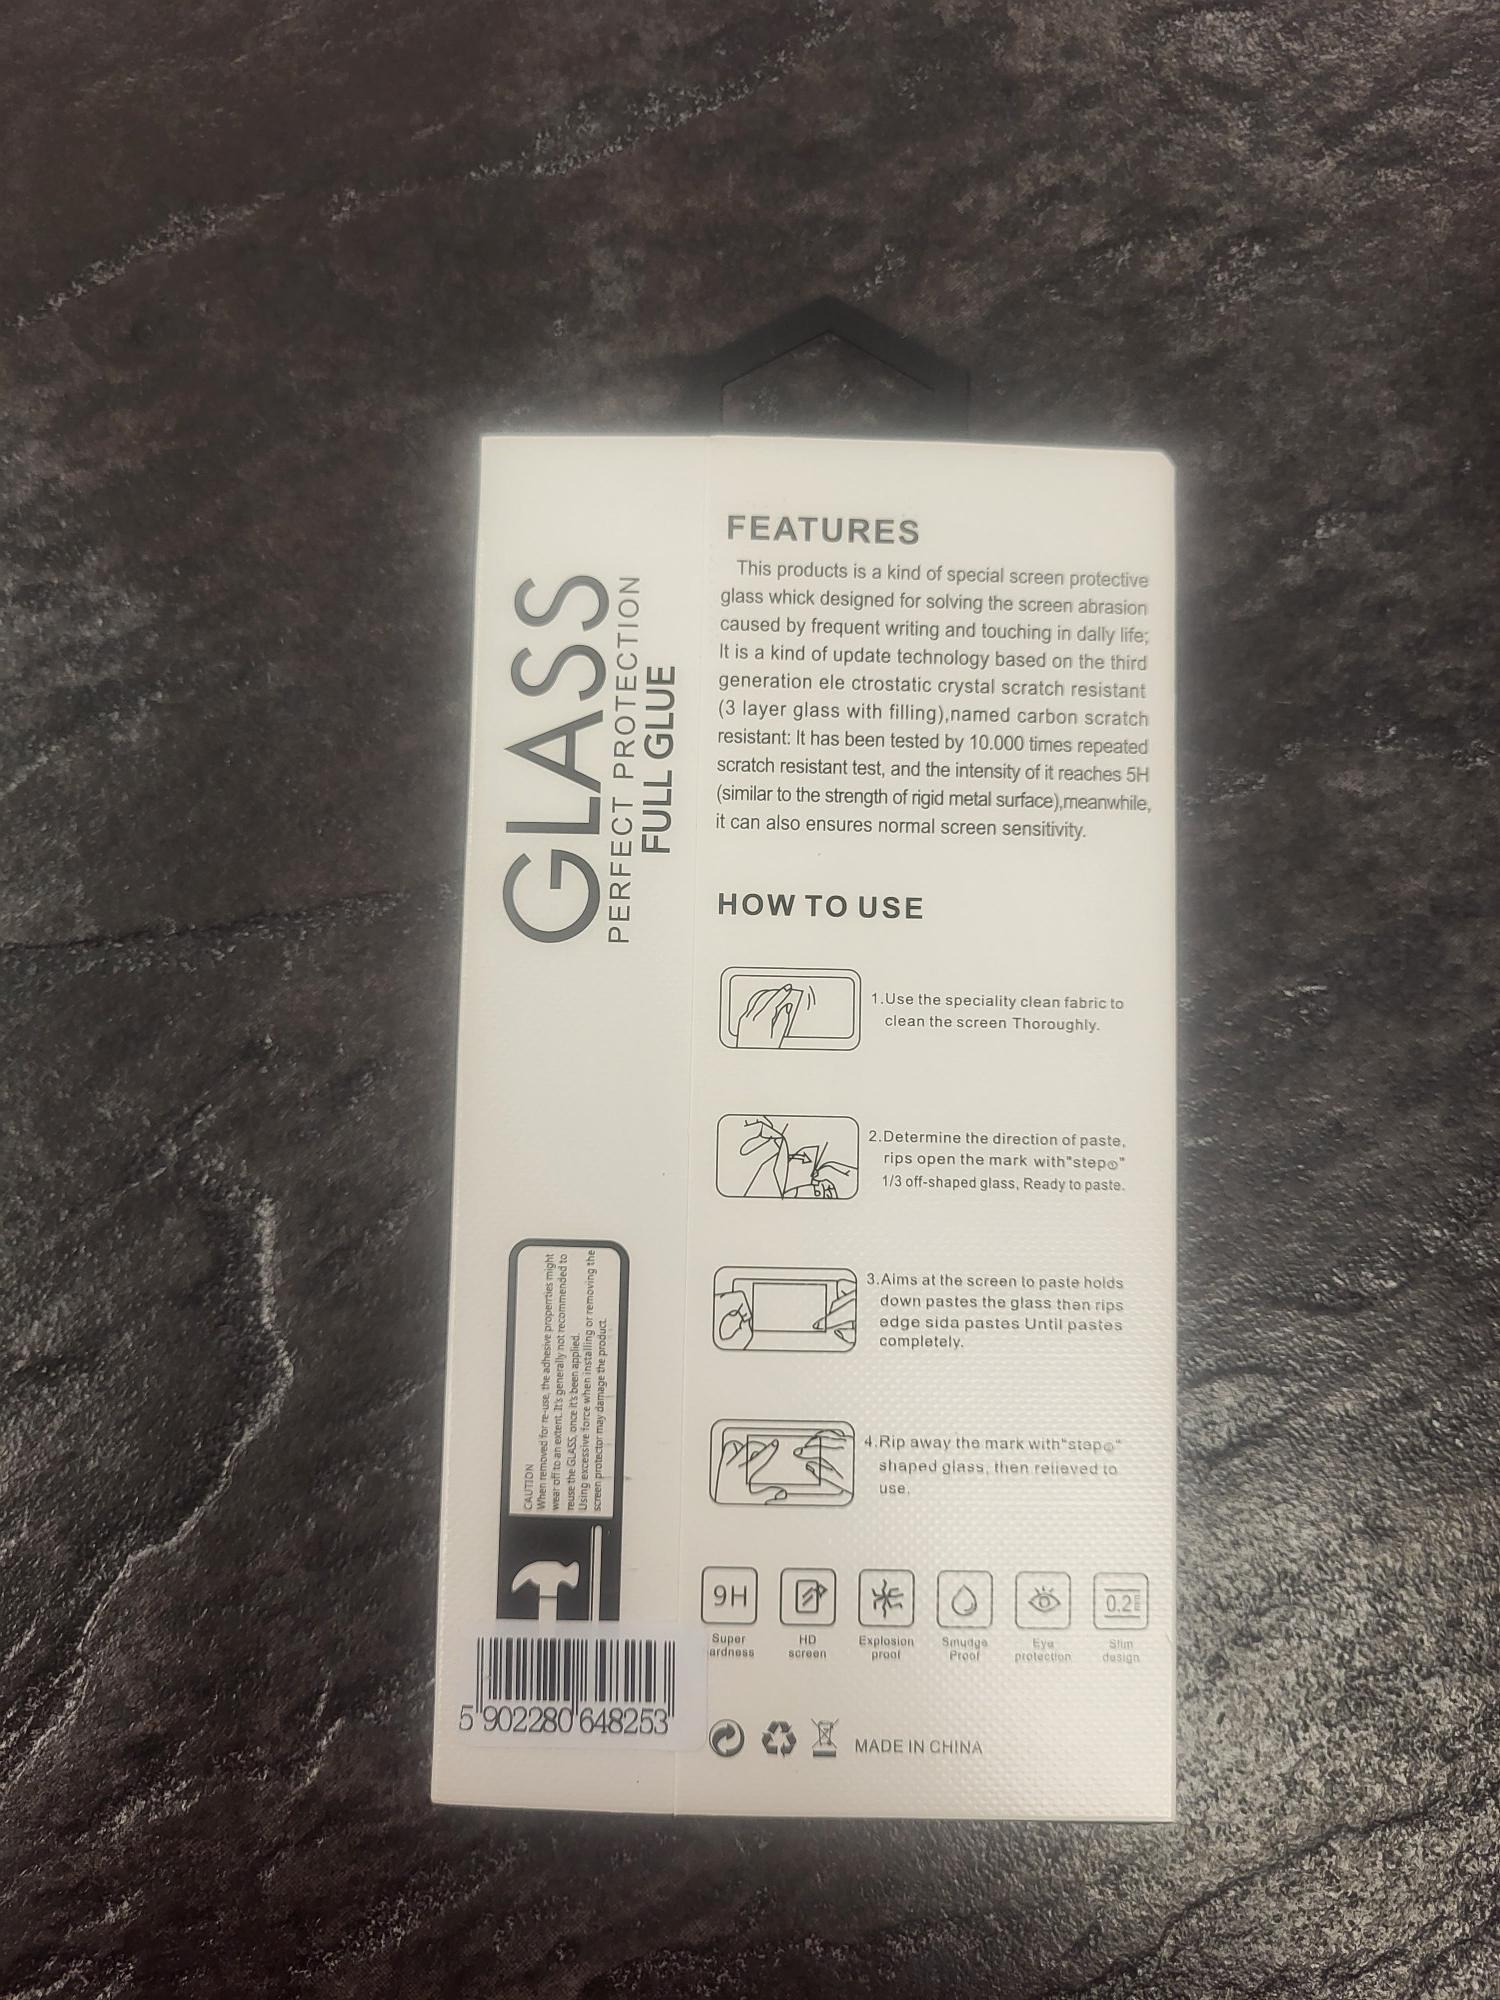 GLASS
PERFECT PROTECTION
FULL GLUE
CAUTION
When removed for re-use, the adhesive properties might
wear off to an extent. It's generally not recommended to
reuse the GLASS, once it's been applied.
Using excessive force when installing or removing the
screen protector may damage the product.
5 902280 648253
FEATURES
This products is a kind of special screen protective
glass whick designed for solving the screen abrasion
caused by frequent writing and touching in dally life;
It is a kind of update technology based on the third
generation ele ctrostatic crystal scratch resistant
(3 layer glass with filling),named carbon scratch
resistant: It has been tested by 10.000 times repeated
scratch resistant test, and the intensity of it reaches 5H
(similar to the strength of rigid metal surface),meanwhile,
it can also ensures normal screen sensitivity.
HOW TO USE
1.Use the speciality clean fabric to
clean the screen Thoroughly.
2.Determine the direction of paste,
rips open the mark with"step①"
1/3 off-shaped glass, Ready to paste.
3.Aims at the screen to paste holds
down pastes the glass then rips
edge sida pastes Until pastes
completely.
4.Rip away the mark with"step②"
shaped glass, then relieved to
use.
9H
0.2
Super
ardness
HD
screen
Explosion
proof
Smudge
Proof
Eye
protection
Slim
design
MADE IN CHINA